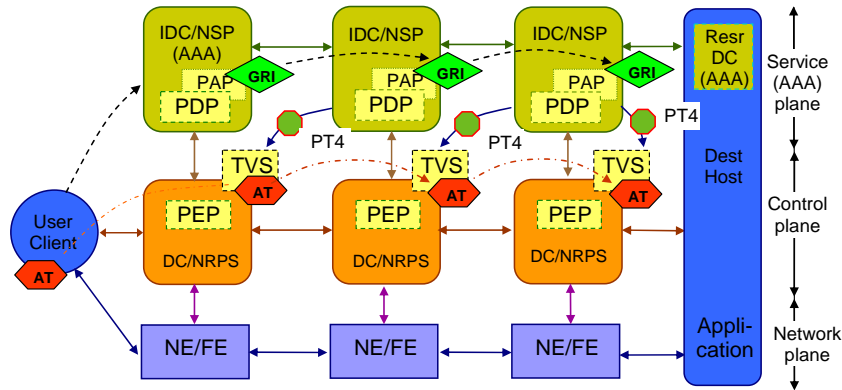 IDC/NSP
(AAA)
PAP
GRI
PDP
IDC/NSP
PAP
GRI
PDP
IDC/NSP
PAP
GRI
PDP
Resr
DC
(AAA)
Service (AAA)
plane
PT4
PT4
PT4
TVS
AT
TVS
AT
TVS
AT
Dest
Host
User
Client
AT
PEP
DC/NRPS
PEP
DC/NRPS
PEP
DC/NRPS
Control
plane
NE/FE
NE/FE
NE/FE
Appli-
cation
Network
plane